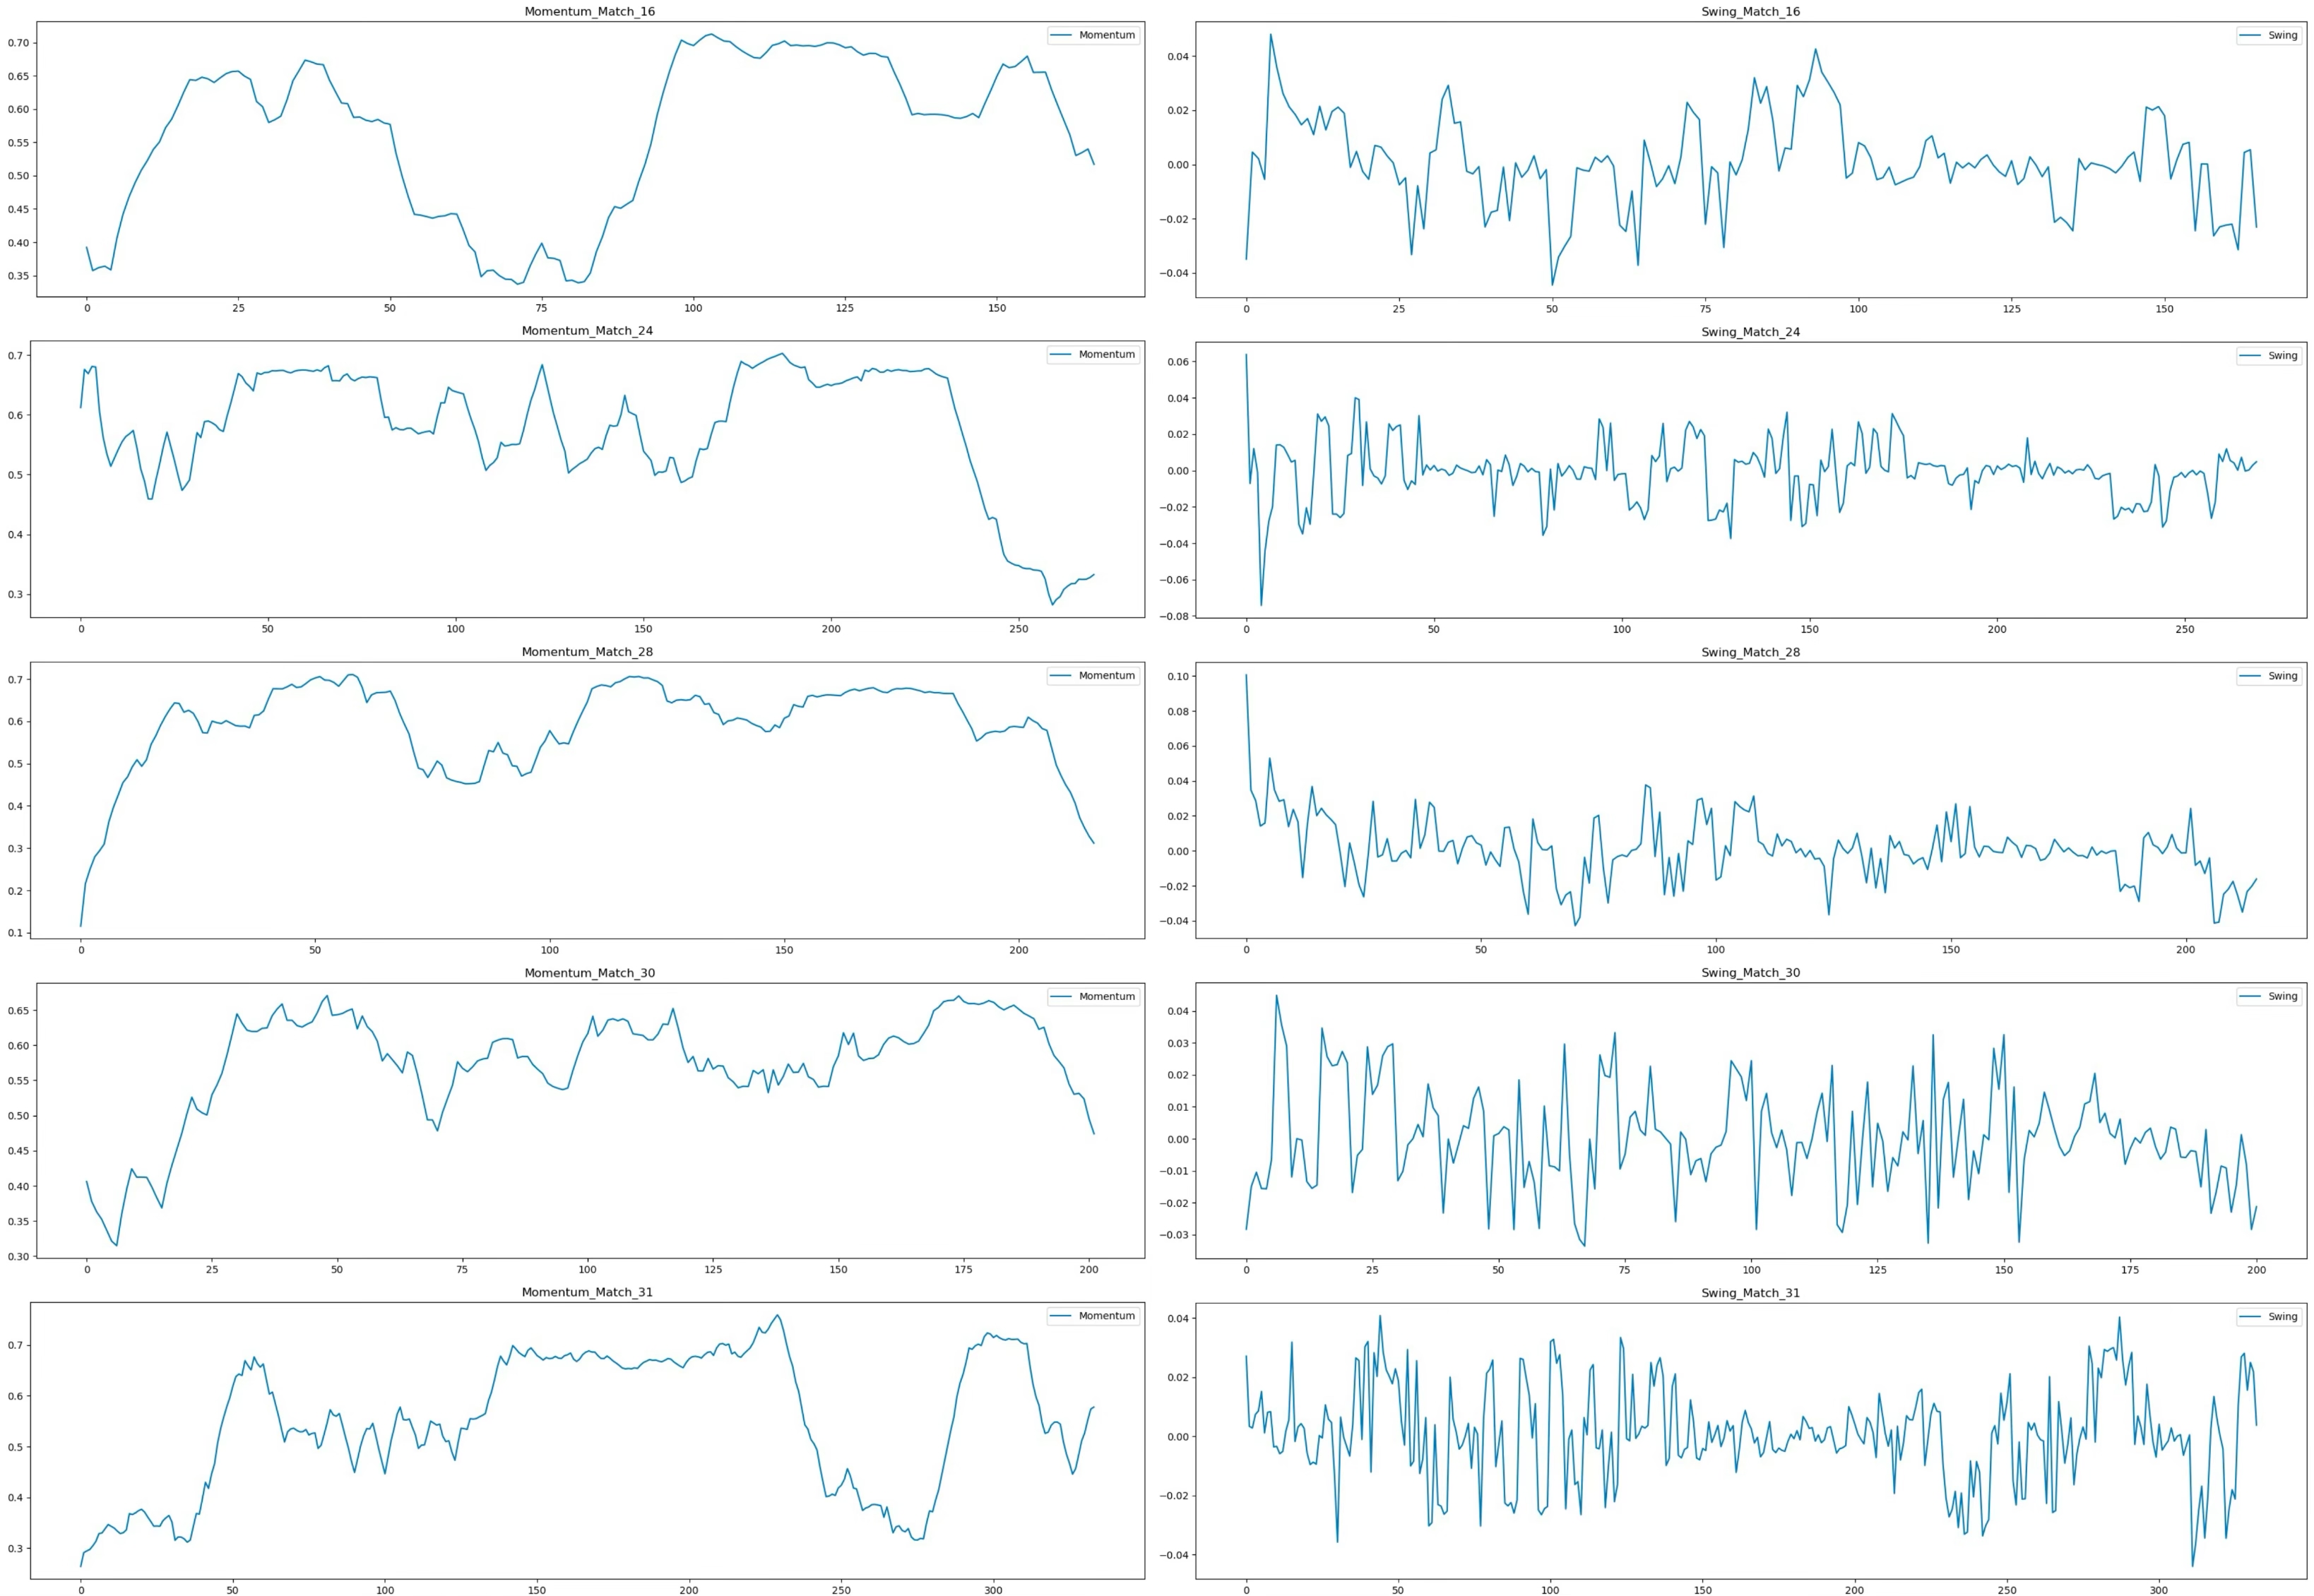 Momentum_Match_16
Momentum
0.70
0.65
0.60
0.55
0.50
0.45
0.40
0.35
0 25 50 75 100 125 150
Swing_Match_16
Swing
0.04
0.02
0.00
−0.02
−0.04
0 25 50 75 100 125 150
Momentum_Match_24
Momentum
0.7
0.6
0.5
0.4
0.3
0 50 100 150 200 250
Swing_Match_24
Swing
0.06
0.04
0.02
0.00
−0.02
−0.04
−0.06
−0.08
0 50 100 150 200 250
Momentum_Match_28
Momentum
0.7
0.6
0.5
0.4
0.3
0.2
0.1
0 50 100 150 200
Swing_Match_28
Swing
0.10
0.08
0.06
0.04
0.02
0.00
−0.02
−0.04
0 50 100 150 200
Momentum_Match_30
Momentum
0.65
0.60
0.55
0.50
0.45
0.40
0.35
0.30
0 25 50 75 100 125 150 175 200
Swing_Match_30
Swing
0.04
0.03
0.02
0.01
0.00
−0.01
−0.02
−0.03
0 25 50 75 100 125 150 175 200
Momentum_Match_31
Momentum
0.7
0.6
0.5
0.4
0.3
0 50 100 150 200 250 300
Swing_Match_31
Swing
0.04
0.02
0.00
−0.02
−0.04
0 50 100 150 200 250 300